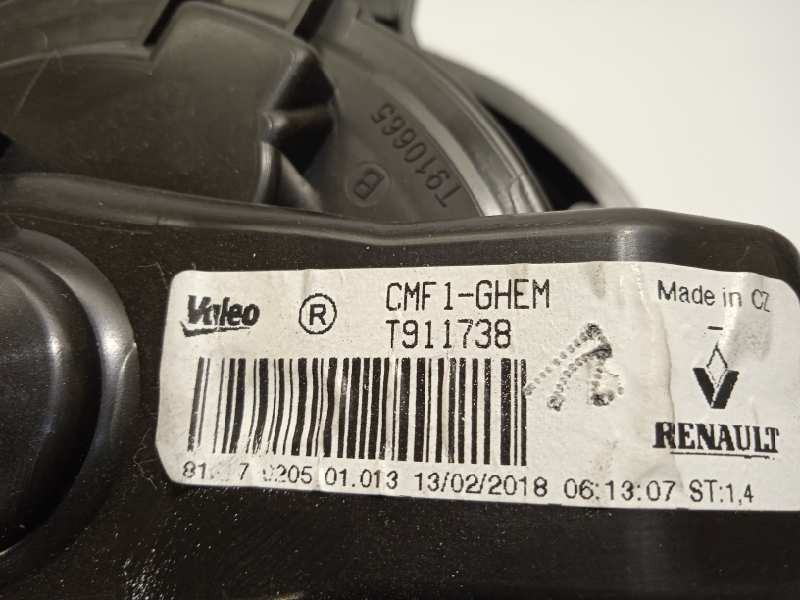 T910665
B
Valeo
®
CMF1-GHEM
T911738
Made in CZ
RENAULT
01.013 13/02/2018 06:13:07 ST:1,4